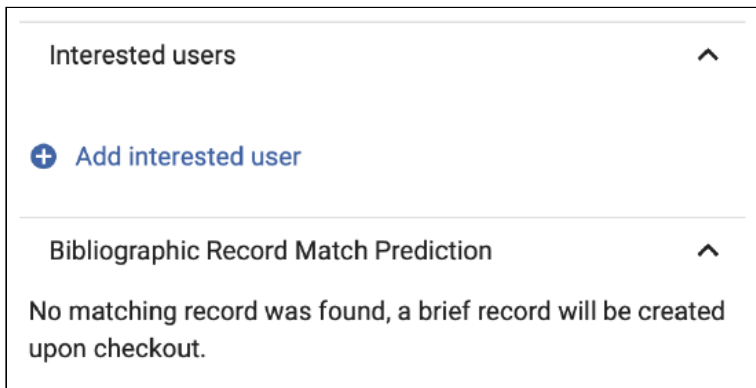 Interested users
Add interested user
Bibliographic Record Match Prediction
No matching record was found, a brief record will be created
upon checkout.